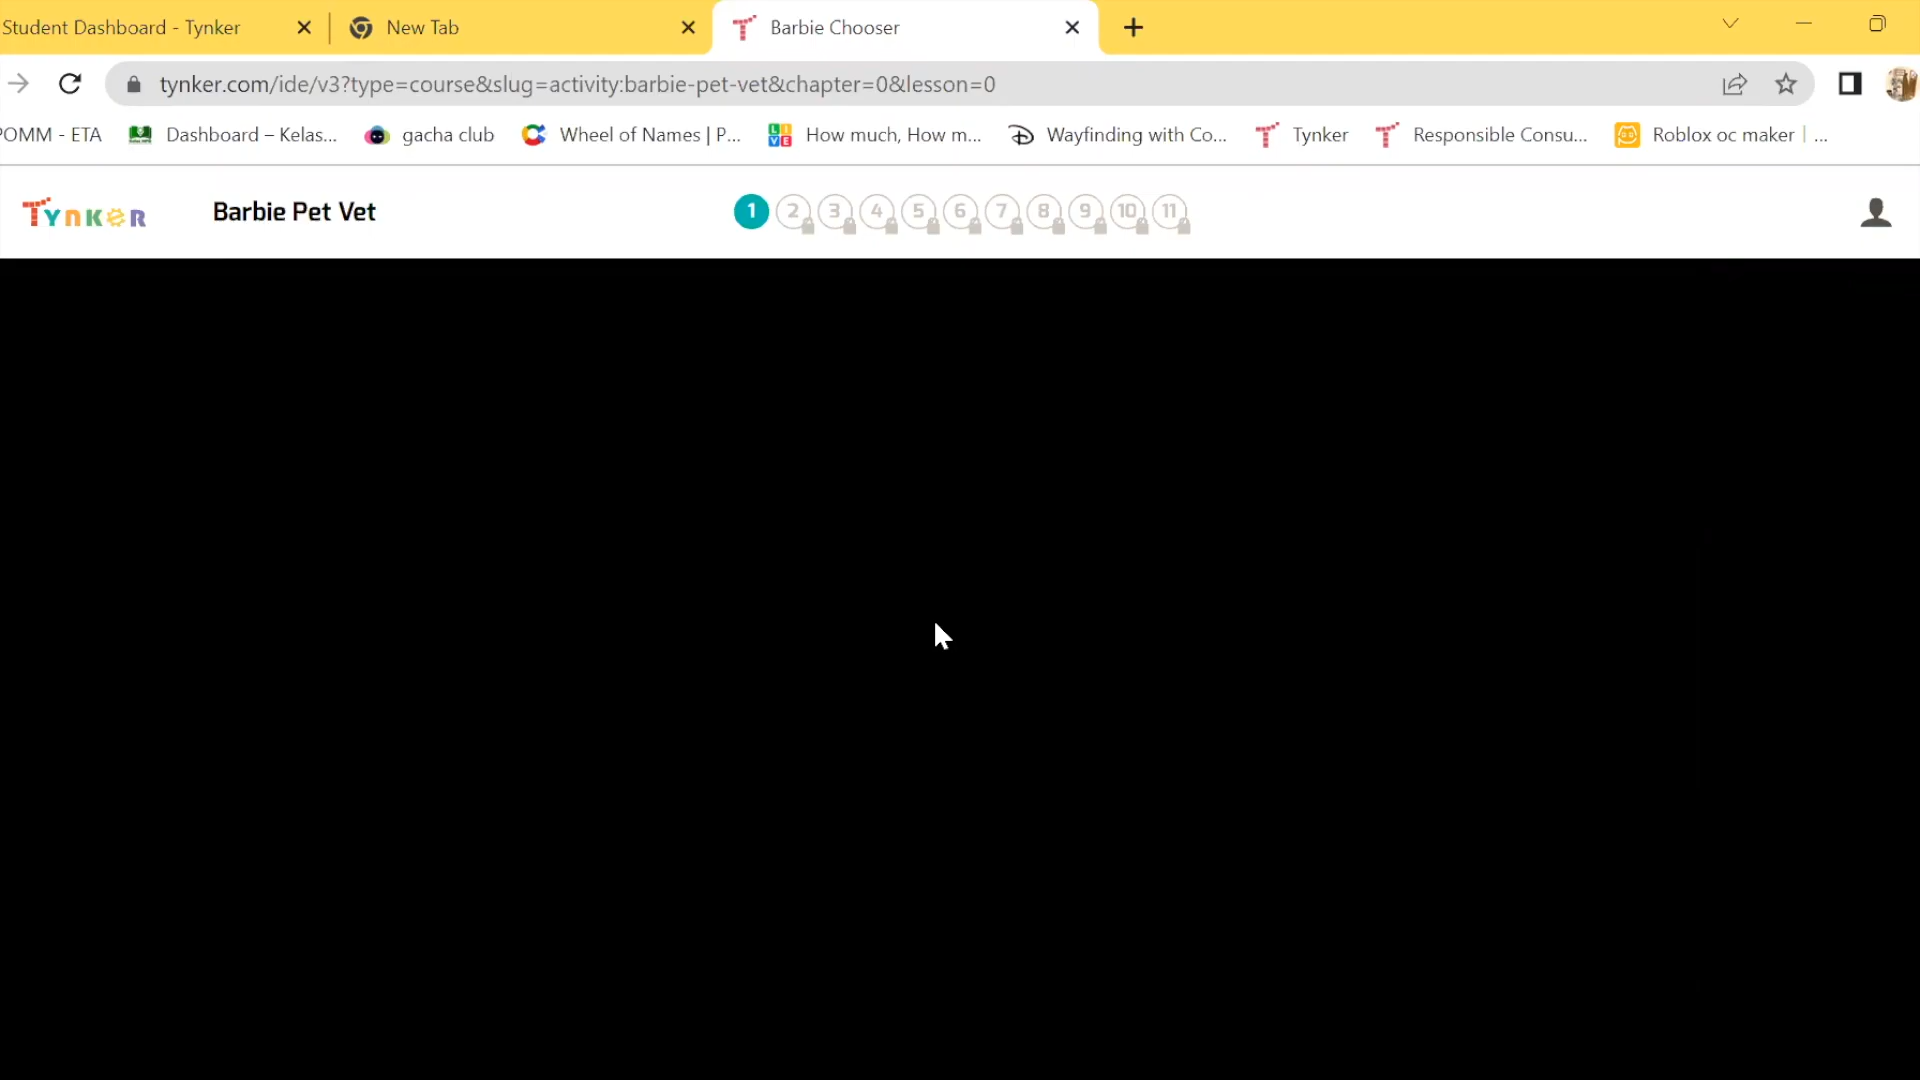 Student Dashboard - Tynker
New Tab
Barbie Chooser
tynker.com/ide/v3?type=course&slug=activity:barbie-pet-vet&chapter=0&lesson=0
POMM - ETA
Dashboard – Kelas...
gacha club
Wheel of Names | P...
LIVE
How much, How m...
Wayfinding with Co...
Tynker
Responsible Consu...
Roblox oc maker | ...
TYNKER
Barbie Pet Vet
1 2 3 4 5 6 7 8 9 10 11